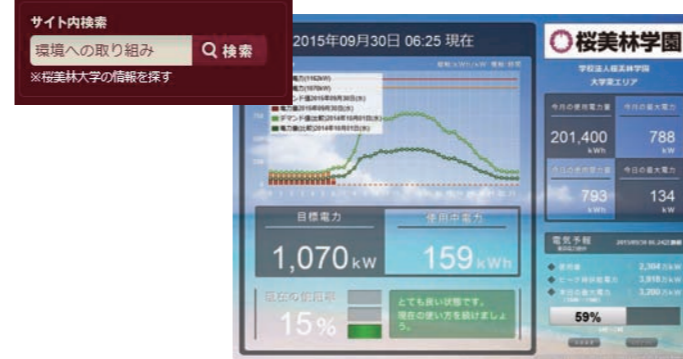 サイト内検索
環境への取り組み
検索
※桜美林大学の情報を探す
2015年09月30日 06:25 現在
桜美林学園
学校法人桜美林学園
大学棟エリア
今月の使用電力量
今月の最大電力
201,400
kWh
788
kW
今日の使用電力量
今日の最大電力
793
kWh
134
kW
目標電力
使用中電力
1,070 kW
159 kWh
現在の使用率
15%
とても良い状態です。
現在の使い方を続けましょ
う。
電気予報
59%